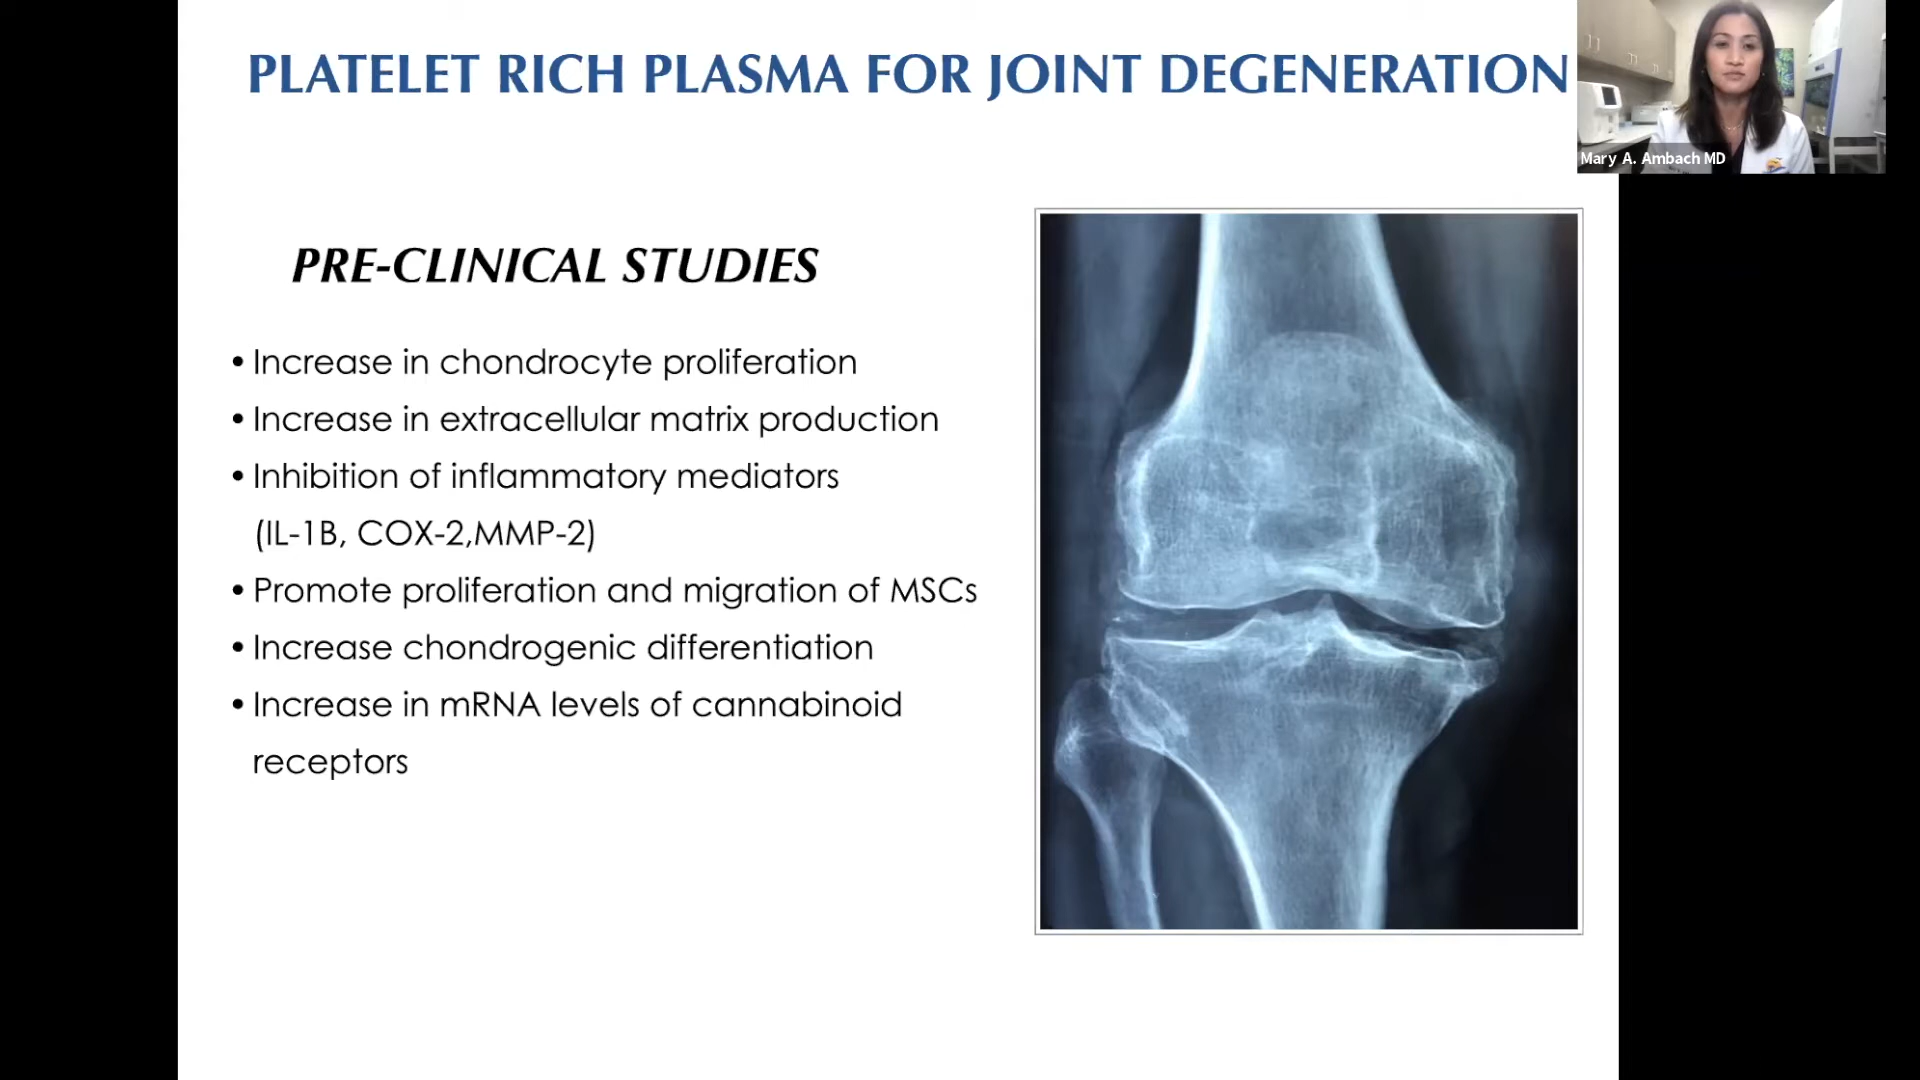 PLATELET RICH PLASMA FOR JOINT DEGENERATION
Mary A. Ambach MD
PRE-CLINICAL STUDIES
• Increase in chondrocyte proliferation
• Increase in extracellular matrix production
• Inhibition of inflammatory mediators
(IL-1B, COX-2,MMP-2)
• Promote proliferation and migration of MSCs
• Increase chondrogenic differentiation
• Increase in mRNA levels of cannabinoid
receptors